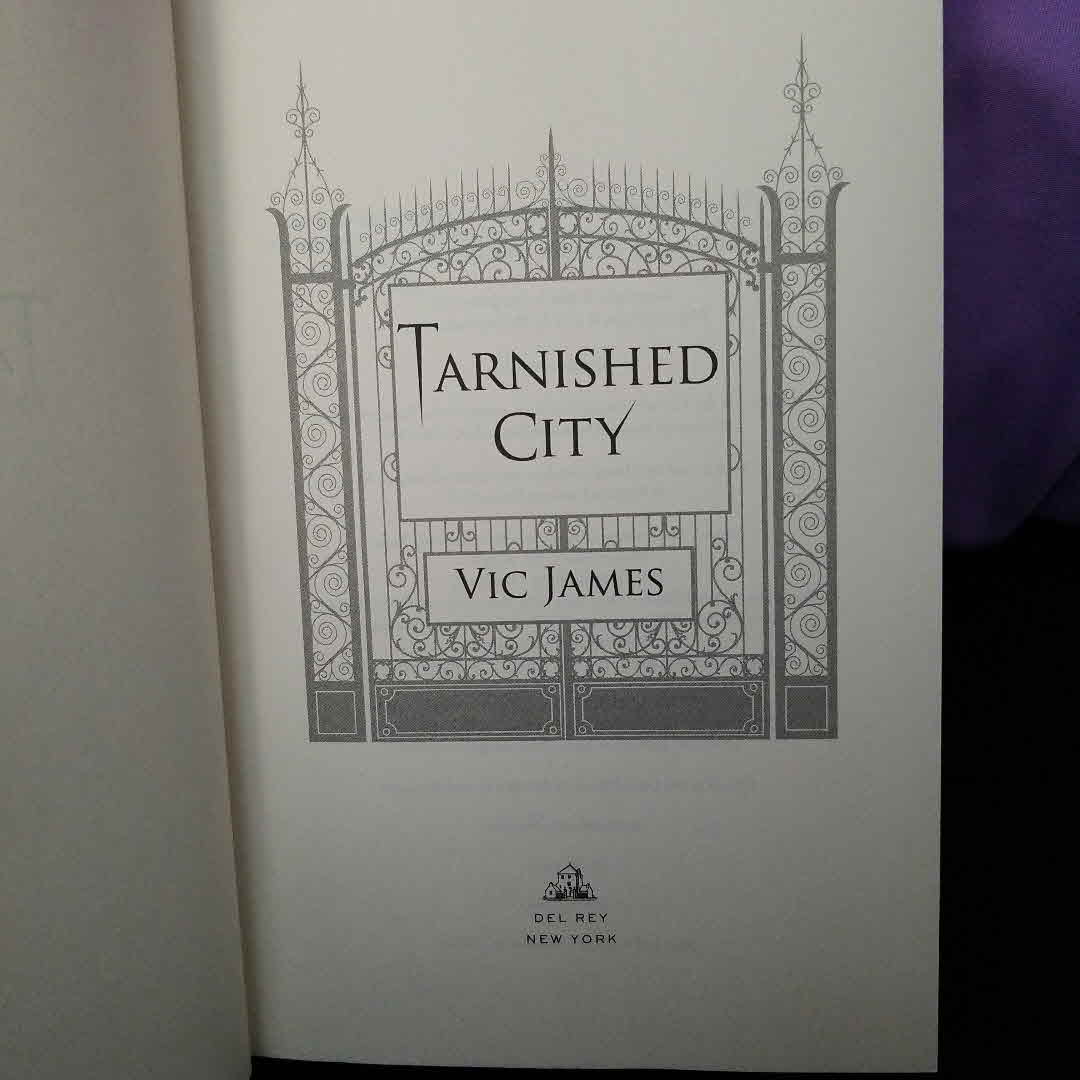 TARNISHED
CITY
VIC JAMES
DEL REY
NEW YORK